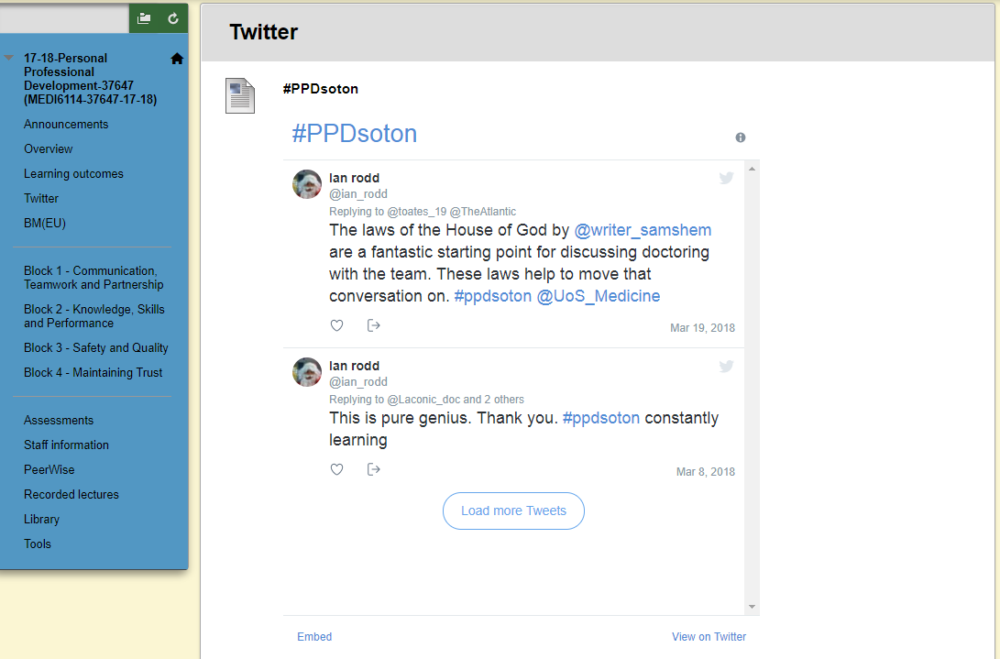 17-18-Personal
Professional
Development-37647
(MEDI6114-37647-17-18)
Announcements
Overview
Learning outcomes
Twitter
BM(EU)
Block 1 - Communication,
Teamwork and Partnership
Block 2 - Knowledge, Skills
and Performance
Block 3 - Safety and Quality
Block 4 - Maintaining Trust
Assessments
Staff information
PeerWise
Recorded lectures
Library
Tools
Twitter
#PPDsoton
#PPDsoton
Ian rodd
@ian_rodd
Replying to @toates_19 @TheAtlantic
The laws of the House of God by @writer_samshem
are a fantastic starting point for discussing doctoring
with the team. These laws help to move that
conversation on. #ppdsoton @UoS_Medicine
Mar 19, 2018
Ian rodd
@ian_rodd
Replying to @Laconic_doc and 2 others
This is pure genius. Thank you. #ppdsoton constantly
learning
Mar 8, 2018
Load more Tweets
Embed
View on Twitter